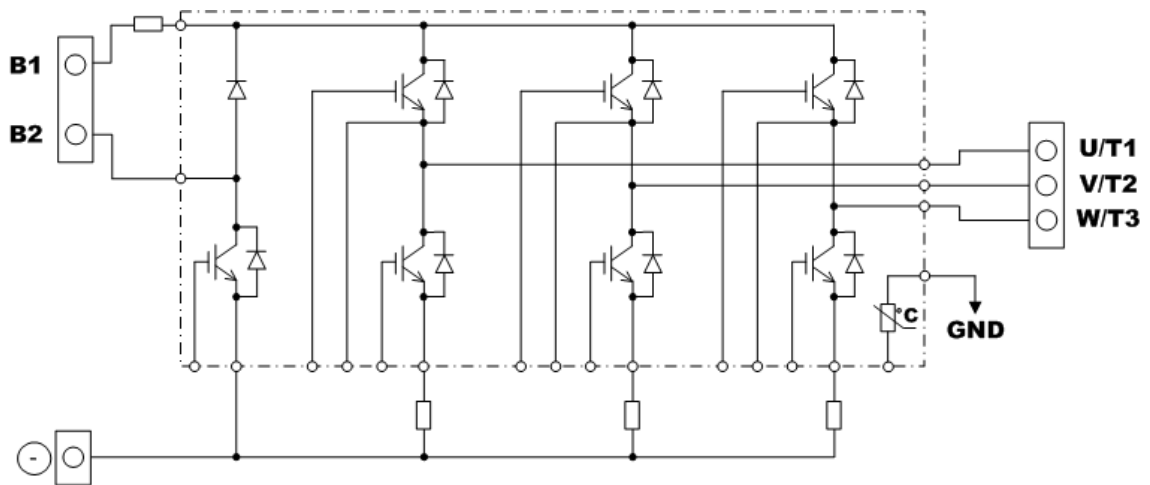 B1
B2
U/T1
V/T2
W/T3
°C
GND
-